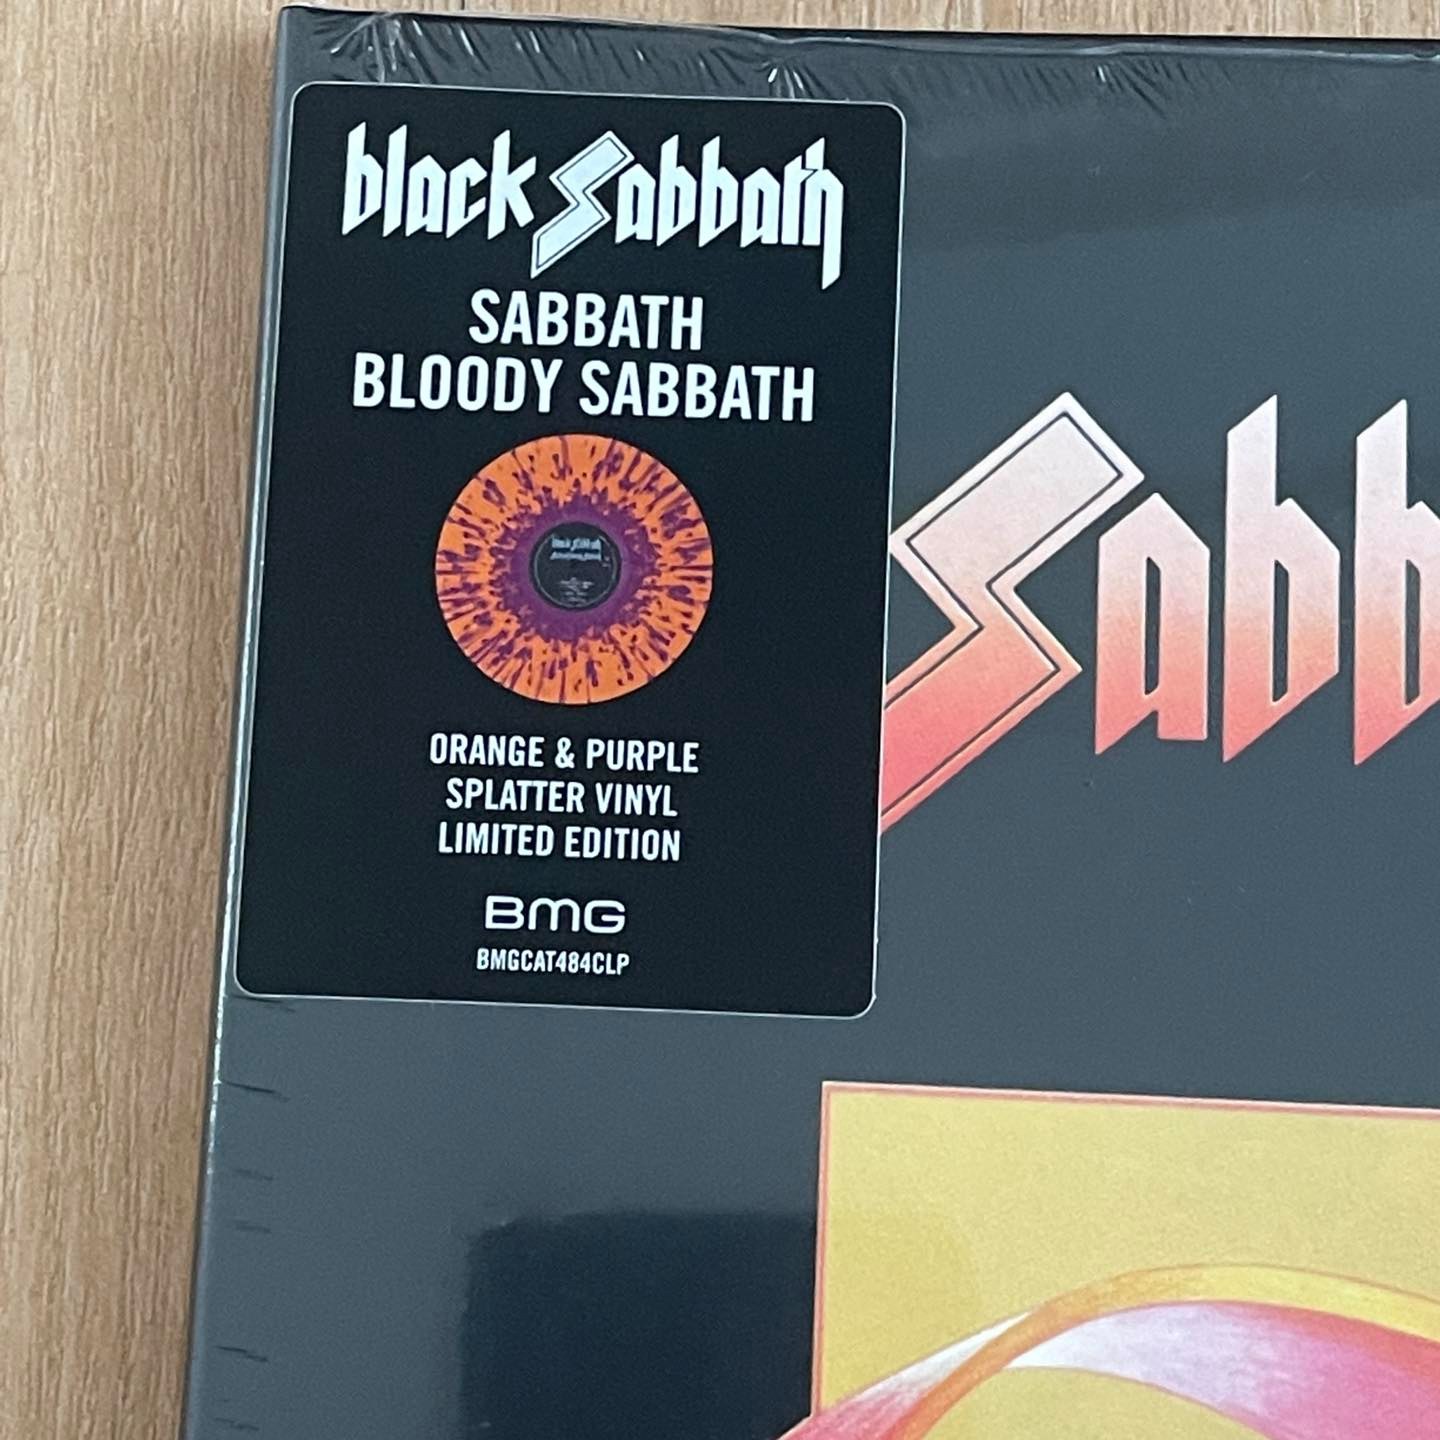 black Sabbath
SABBATH
BLOODY SABBATH
ORANGE & PURPLE
SPLATTER VINYL
LIMITED EDITION
BMG
BMGCAT484CLP
Sabb